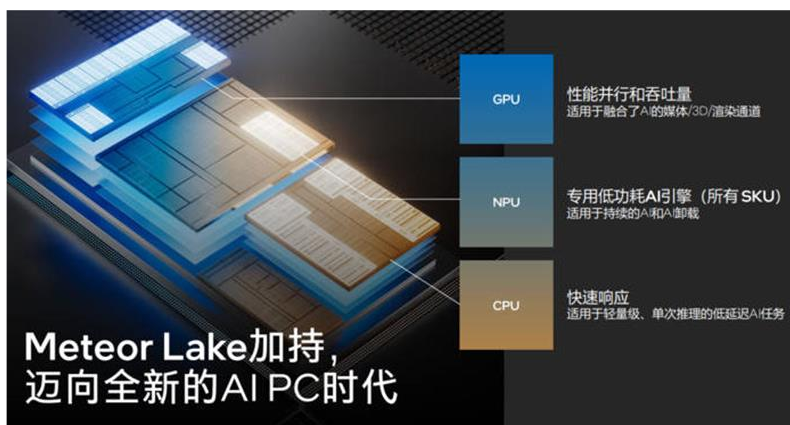 GPU
性能并行和吞吐量
适用于融合了AI的媒体/3D/渲染通道
NPU
专用低功耗AI引擎（所有 SKU）
适用于持续的AI和AI卸载
CPU
快速响应
适用于轻量级、单次推理的低延迟AI任务
Meteor Lake加持，
迈向全新的AI PC时代